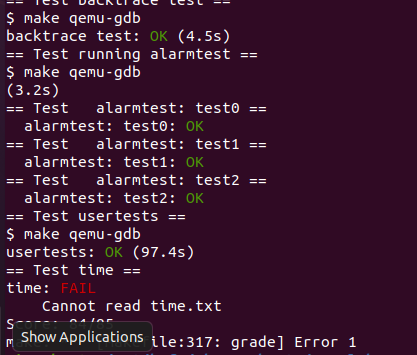 == Test backtrace test ==
$ make qemu-gdb
backtrace test: OK (4.5s)
== Test running alarmtest ==
$ make qemu-gdb
(3.2s)
== Test   alarmtest: test0 ==
  alarmtest: test0: OK
== Test   alarmtest: test1 ==
  alarmtest: test1: OK
== Test   alarmtest: test2 ==
  alarmtest: test2: OK
== Test usertests ==
$ make qemu-gdb
usertests: OK (97.4s)
== Test time ==
time: FAIL
    Cannot read time.txt
Score: 84/85
Show Applications
file:317: grade] Error 1